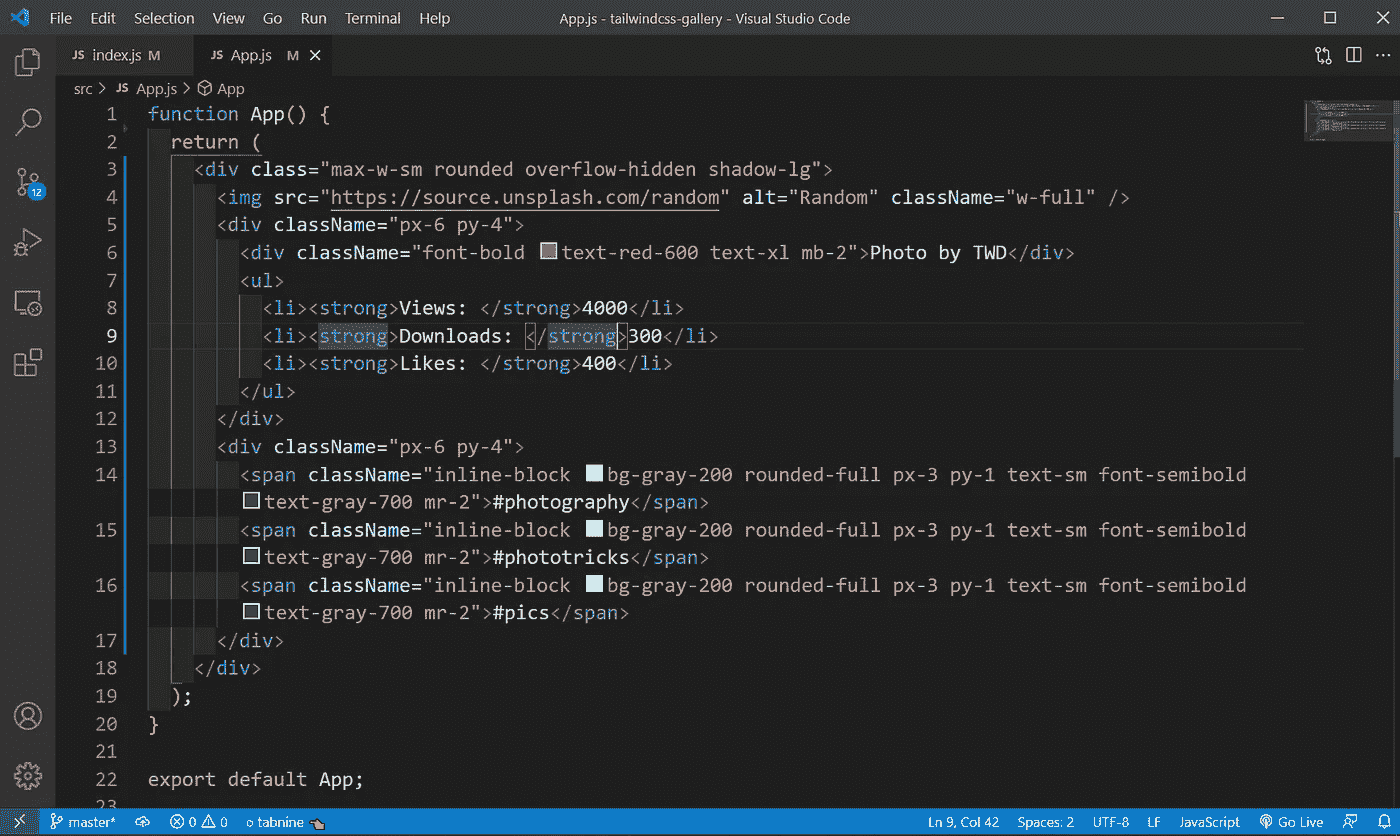 File Edit Selection View Go Run Terminal Help App.js - tailwindcss-gallery - Visual Studio Code
JS index.js M JS App.js M
src > JS App.js > App
1 function App() {
2 return (
3 <div class="max-w-sm rounded overflow-hidden shadow-lg">
4 <img src="https://source.unsplash.com/random" alt="Random" className="w-full" />
5 <div className="px-6 py-4">
6 <div className="font-bold text-red-600 text-xl mb-2">Photo by TWD</div>
7 <ul>
8 <li><strong>Views: </strong>4000</li>
9 <li><strong>Downloads: </strong>300</li>
10 <li><strong>Likes: </strong>400</li>
11 </ul>
12 </div>
13 <div className="px-6 py-4">
14 <span className="inline-block bg-gray-200 rounded-full px-3 py-1 text-sm font-semibold
text-gray-700 mr-2">#photography</span>
15 <span className="inline-block bg-gray-200 rounded-full px-3 py-1 text-sm font-semibold
text-gray-700 mr-2">#phototricks</span>
16 <span className="inline-block bg-gray-200 rounded-full px-3 py-1 text-sm font-semibold
text-gray-700 mr-2">#pics</span>
12
17 </div>
18 </div>
19 );
20 }
21
22 export default App;
23
master* 0 0 tabnine Ln 9, Col 42 Spaces: 2 UTF-8 LF JavaScript Go Live